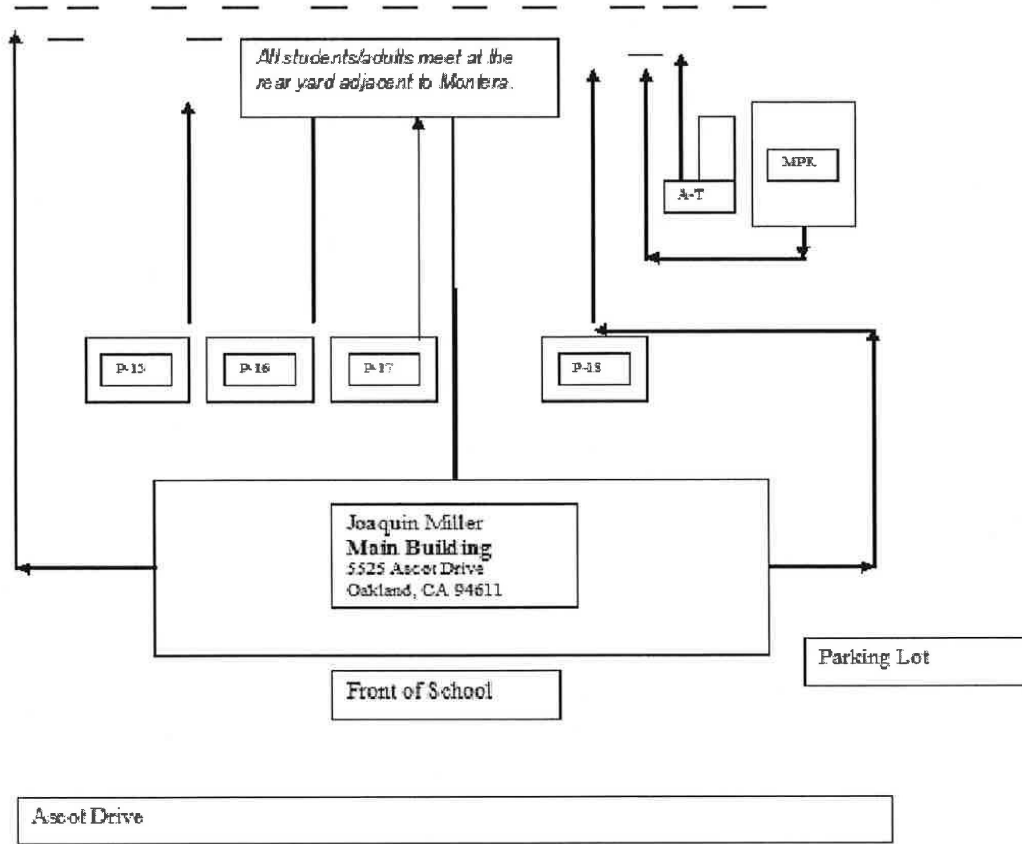 All students/adults meet at the
rear yard adjacent to Montera.
MPR
A-T
P-15
P-16
P-17
P-18
Joaquin Miller
Main Building
5525 Ascot Drive
Oakland, CA 94611
Parking Lot
Front of School
Ascot Drive